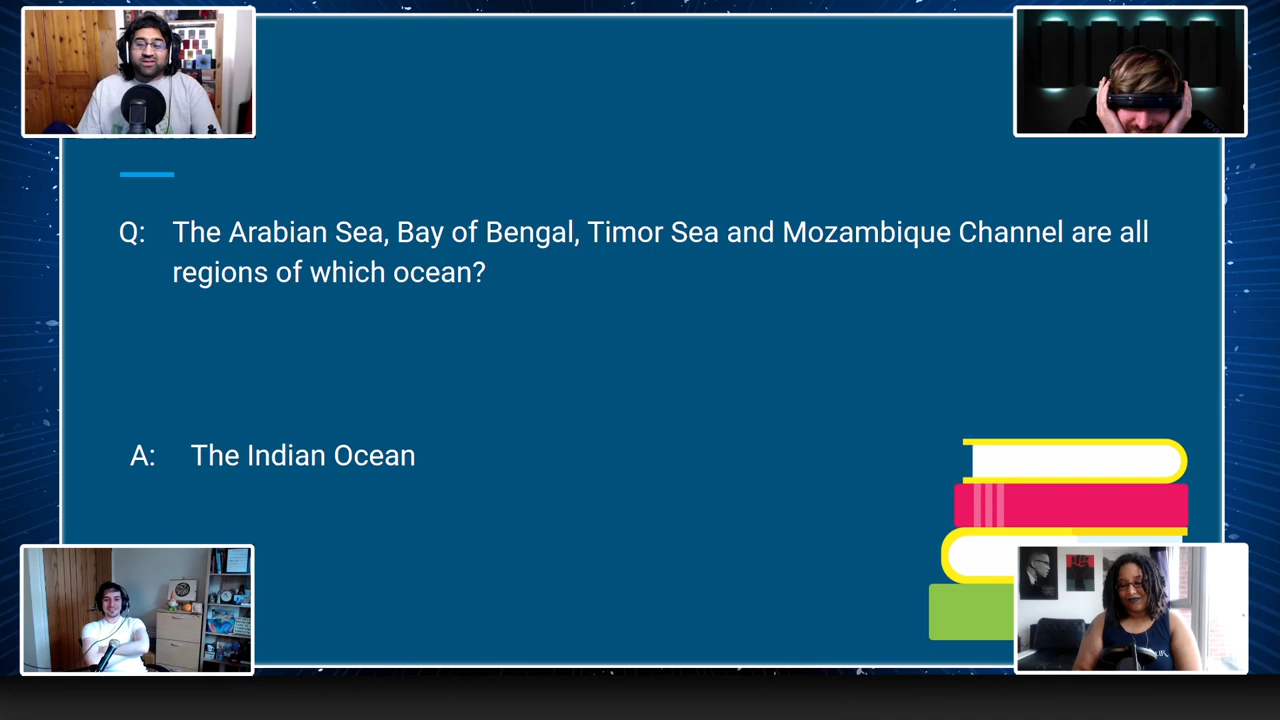 Q: The Arabian Sea, Bay of Bengal, Timor Sea and Mozambique Channel are all
regions of which ocean?
A: The Indian Ocean